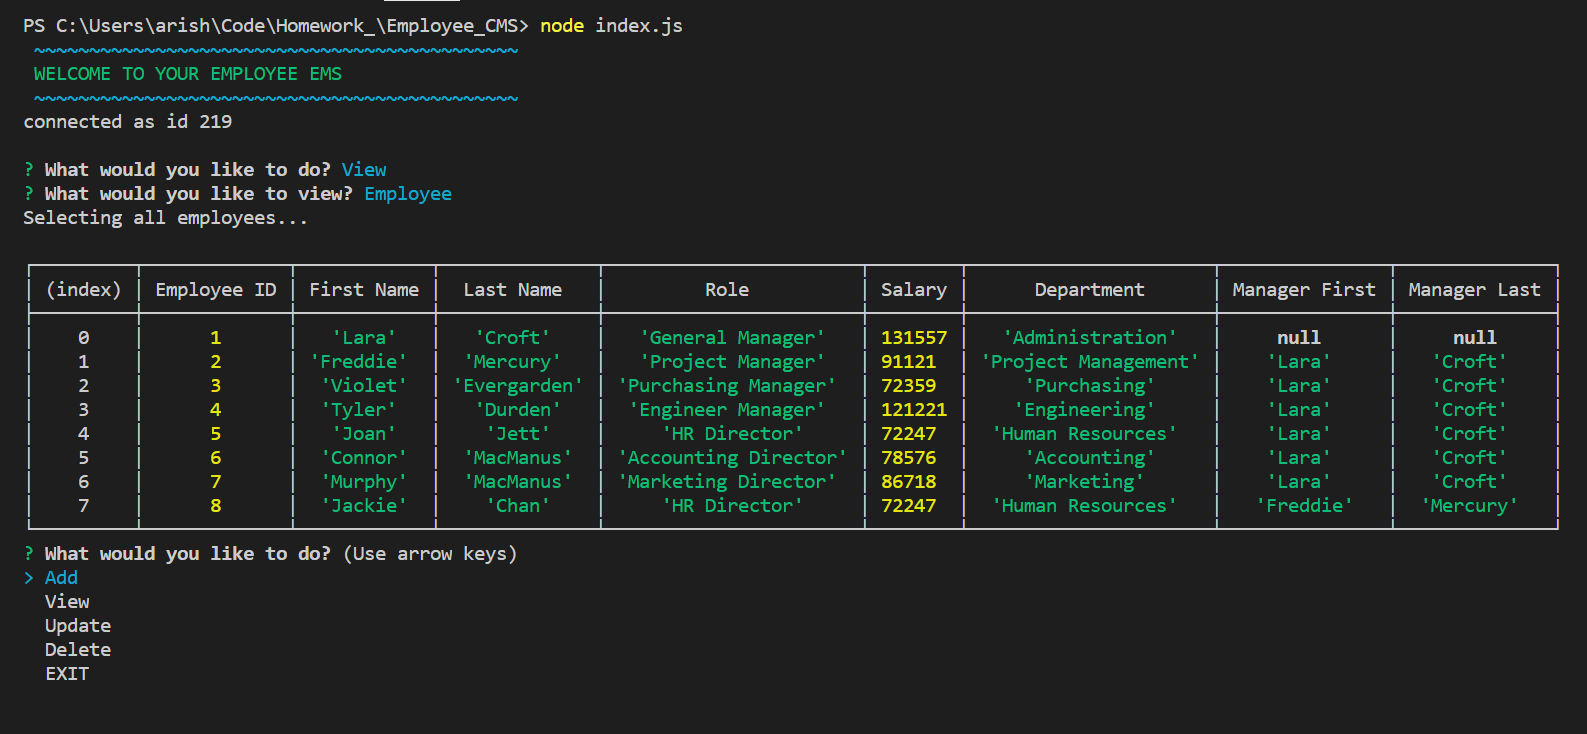 PS C:\Users\arish\Code\Homework_\Employee_CMS> node index.js
~~~~~~~~~~~~~~~~~~~~~~~~~~~~~~~~~~~~~~~~~~~~
WELCOME TO YOUR EMPLOYEE EMS
~~~~~~~~~~~~~~~~~~~~~~~~~~~~~~~~~~~~~~~~~~~~
connected as id 219
? What would you like to do? View
? What would you like to view? Employee
Selecting all employees...
(index) Employee ID First Name Last Name Role Salary Department Manager First Manager Last
0 1 'Lara' 'Croft' 'General Manager' 131557 'Administration' null null
1 2 'Freddie' 'Mercury' 'Project Manager' 91121 'Project Management' 'Lara' 'Croft'
2 3 'Violet' 'Evergarden' 'Purchasing Manager' 72359 'Purchasing' 'Lara' 'Croft'
3 4 'Tyler' 'Durden' 'Engineer Manager' 121221 'Engineering' 'Lara' 'Croft'
4 5 'Joan' 'Jett' 'HR Director' 72247 'Human Resources' 'Lara' 'Croft'
5 6 'Connor' 'MacManus' 'Accounting Director' 78576 'Accounting' 'Lara' 'Croft'
6 7 'Murphy' 'MacManus' 'Marketing Director' 86718 'Marketing' 'Lara' 'Croft'
7 8 'Jackie' 'Chan' 'HR Director' 72247 'Human Resources' 'Freddie' 'Mercury'
? What would you like to do? (Use arrow keys)
> Add
View
Update
Delete
EXIT